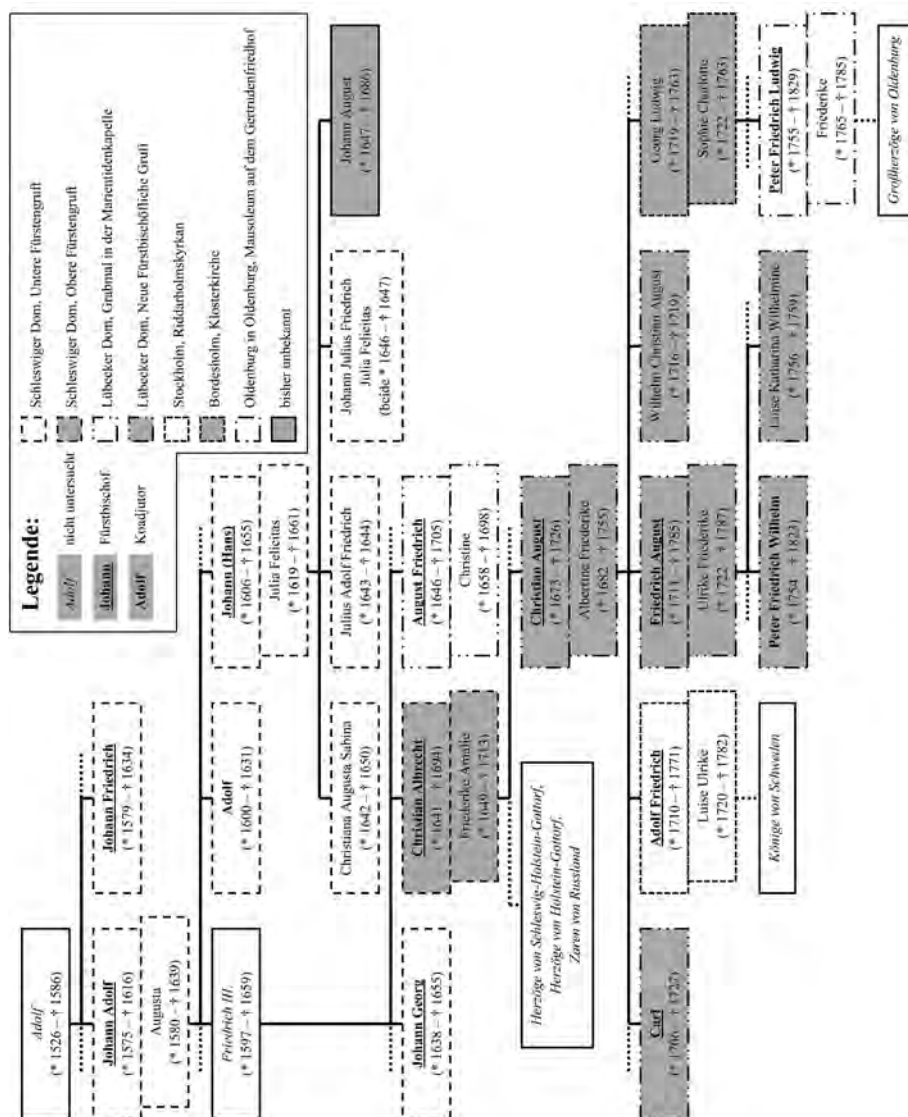 Legende:
Adolf
nicht untersucht
Johann
Fürstbischof
Adolf
Koadjutor
Schleswiger Dom, Untere Fürstengruft
Schleswiger Dom, Obere Fürstengruft
Lübecker Dom, Grabmal in der Marientidenkapelle
Lübecker Dom, Neue Fürstbischöfliche Gruft
Stockholm, Riddarholmskyrkan
Bordesholm, Klosterkirche
Oldenburg in Oldenburg, Mausoleum auf dem Gertrudenfriedhof
bisher unbekannt
Adolf
(* 1526 – † 1586)
Johann Adolf
(* 1575 – † 1616)
Augusta
(* 1580 – † 1639)
Johann Friedrich
(* 1579 – † 1634)
Friedrich III.
(* 1597 – † 1659)
Adolf
(* 1600 – † 1631)
Johann (Hans)
(* 1606 – † 1655)
Julia Felicitas
(* 1619 – † 1661)
Christiana Augusta Sabina
(* 1642 – † 1650)
Julius Adolf Friedrich
(* 1643 – † 1644)
Johann Julius Friedrich
Julia Felicitas
(beide * 1646 – † 1647)
Johann August
(* 1647 – † 1686)
Johann Georg
(* 1638 – † 1655)
Christian Albrecht
(* 1641 – † 1694)
Friederike Amalie
(* 1649 – † 1713)
August Friedrich
(* 1646 – † 1705)
Christine
(* 1658 – † 1698)
Herzöge von Schleswig-Holstein-Gottorf,
Herzöge von Holstein-Gottorf,
Zaren von Russland
Christian August
(* 1673 – † 1726)
Albertine Friederike
(* 1682 – † 1755)
Carl
(* 1706 – † 1727)
Adolf Friedrich
(* 1710 – † 1771)
Luise Ulrike
(* 1720 – † 1782)
Könige von Schweden
Friedrich August
(* 1711 – † 1785)
Ulrike Friederike
(* 1722 – † 1787)
Wilhelm Christian August
(* 1716 – † 1719)
Georg Ludwig
(* 1719 – † 1763)
Sophie Charlotte
(* 1722 – † 1763)
Peter Friedrich Wilhelm
(* 1754 – † 1823)
Luise Katharina Wilhelmine
(* 1756 – † 1759)
Peter Friedrich Ludwig
(* 1755 – † 1829)
Friederike
(* 1765 – † 1785)
Großherzöge von Oldenburg